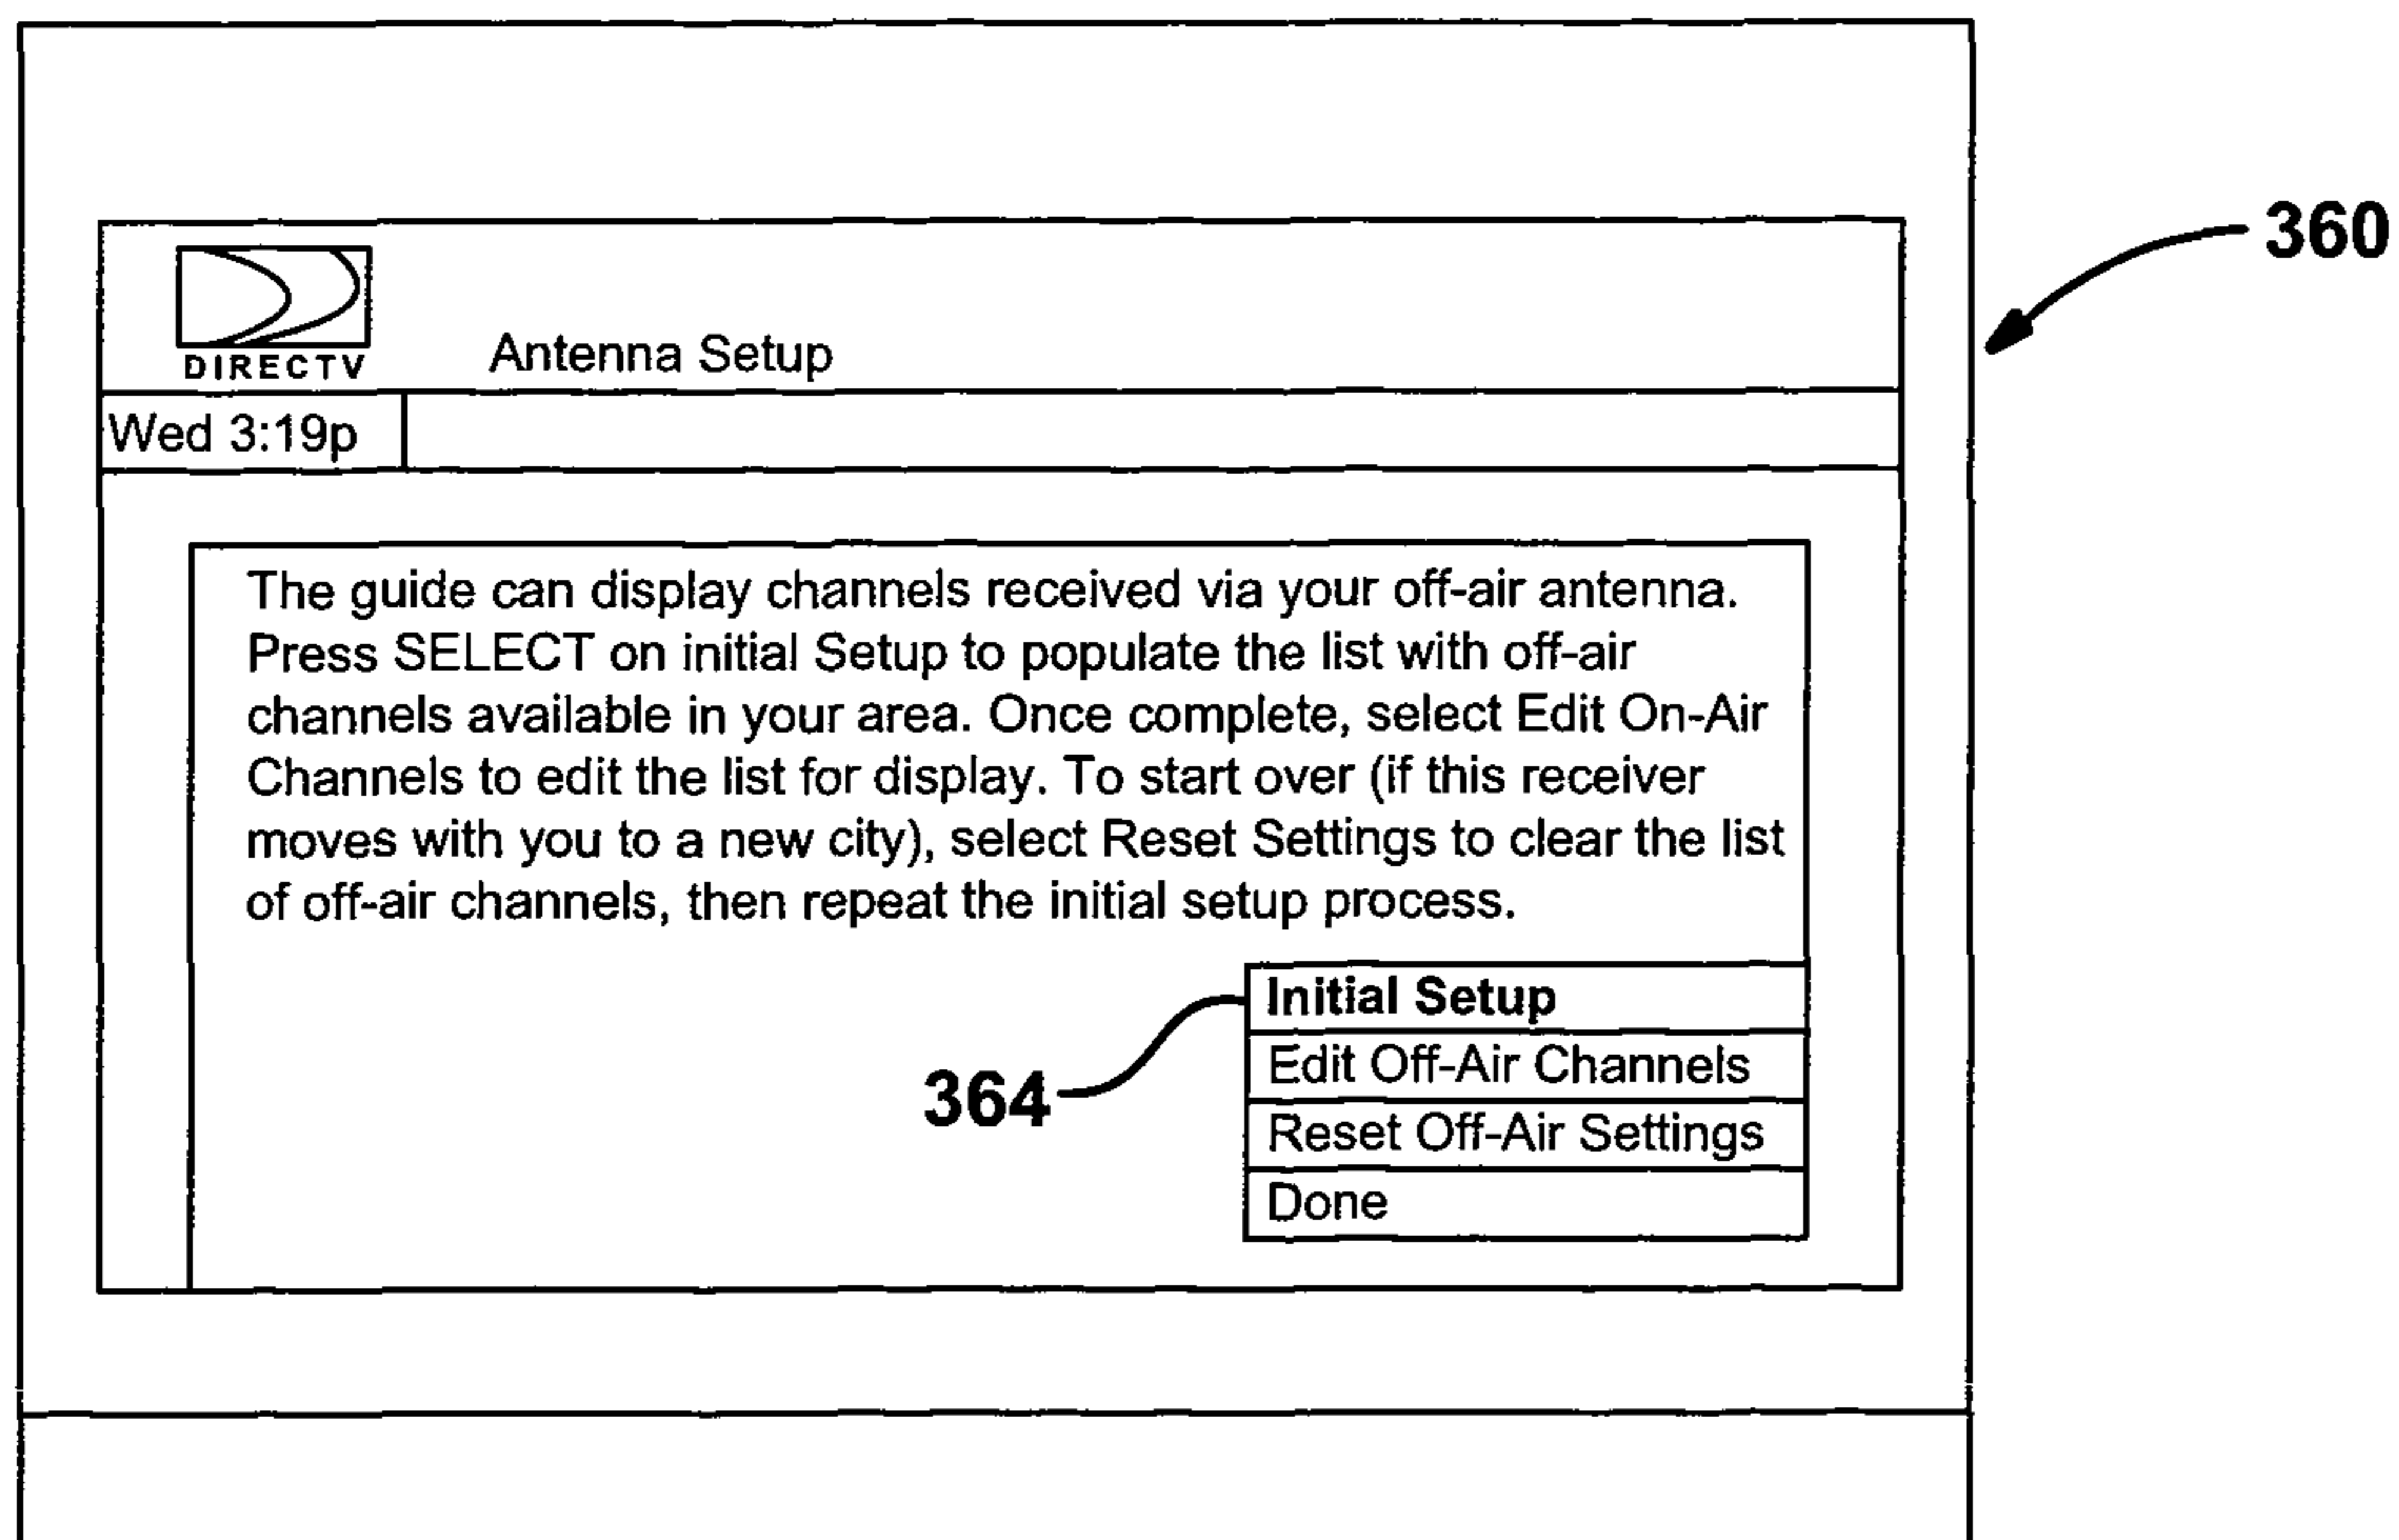 360
DIRECTV
Antenna Setup
Wed 3:19p
The guide can display channels received via your off-air antenna.
Press SELECT on initial Setup to populate the list with off-air
channels available in your area. Once complete, select Edit On-Air
Channels to edit the list for display. To start over (if this receiver
moves with you to a new city), select Reset Settings to clear the list
of off-air channels, then repeat the initial setup process.
Initial Setup
364
Edit Off-Air Channels
Reset Off-Air Settings
Done